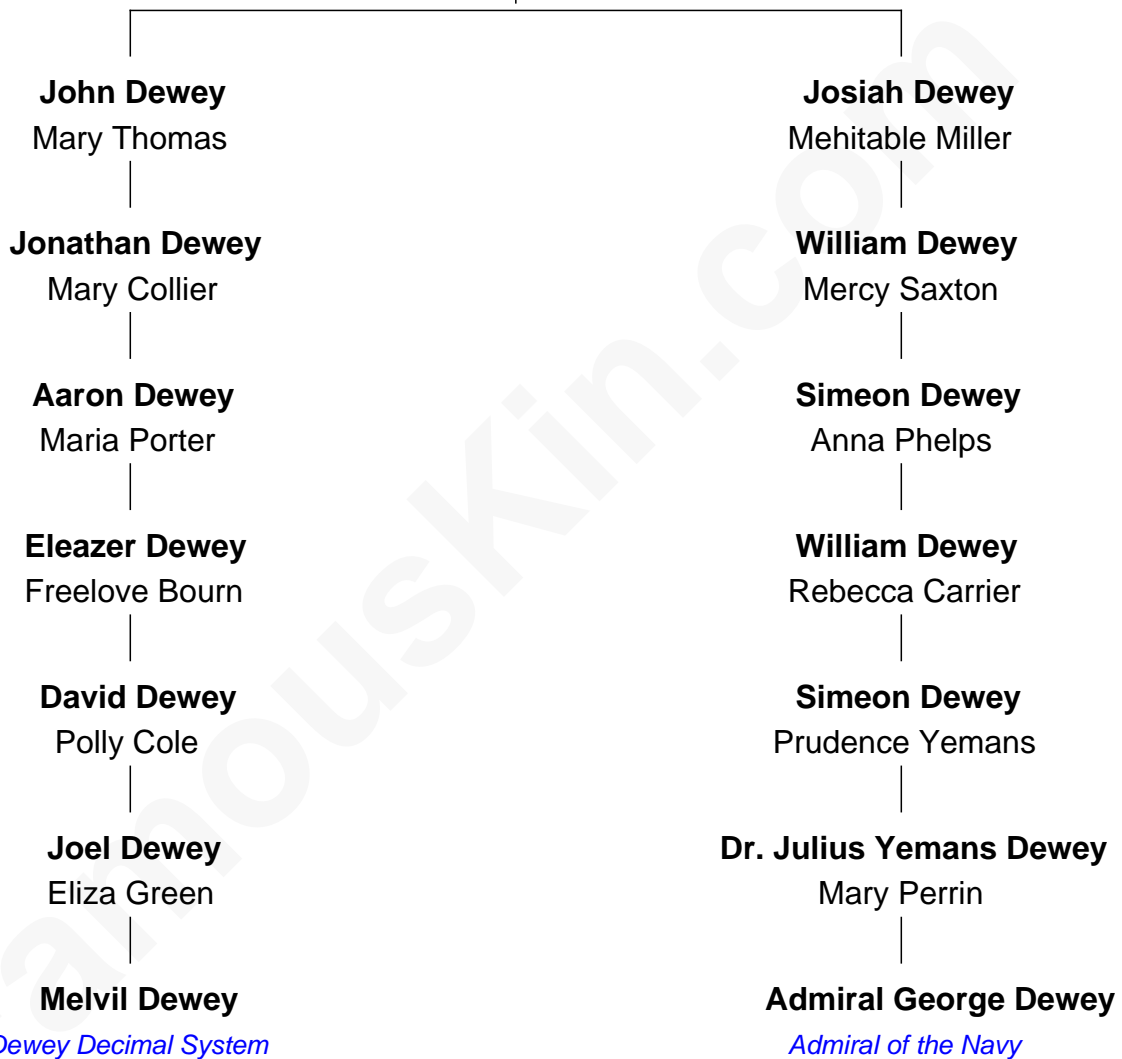 John Dewey
Mary Thomas
Josiah Dewey
Mehitable Miller
Jonathan Dewey
Mary Collier
William Dewey
Mercy Saxton
Aaron Dewey
Maria Porter
Simeon Dewey
Anna Phelps
Eleazer Dewey
Freelove Bourn
William Dewey
Rebecca Carrier
David Dewey
Polly Cole
Simeon Dewey
Prudence Yemans
Joel Dewey
Eliza Green
Dr. Julius Yemans Dewey
Mary Perrin
Melvil Dewey
Dewey Decimal System
Admiral George Dewey
Admiral of the Navy
amouskin.com